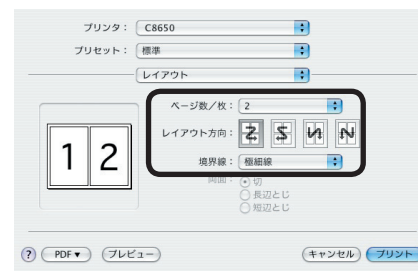 プリンタ： C8650
プリセット： 標準
レイアウト
ページ数/枚： 2
レイアウト方向：
境界線： 極細線
両面： 切
長辺とじ
短辺とじ
1 2
? PDF▼ プレビュー キャンセル プリント